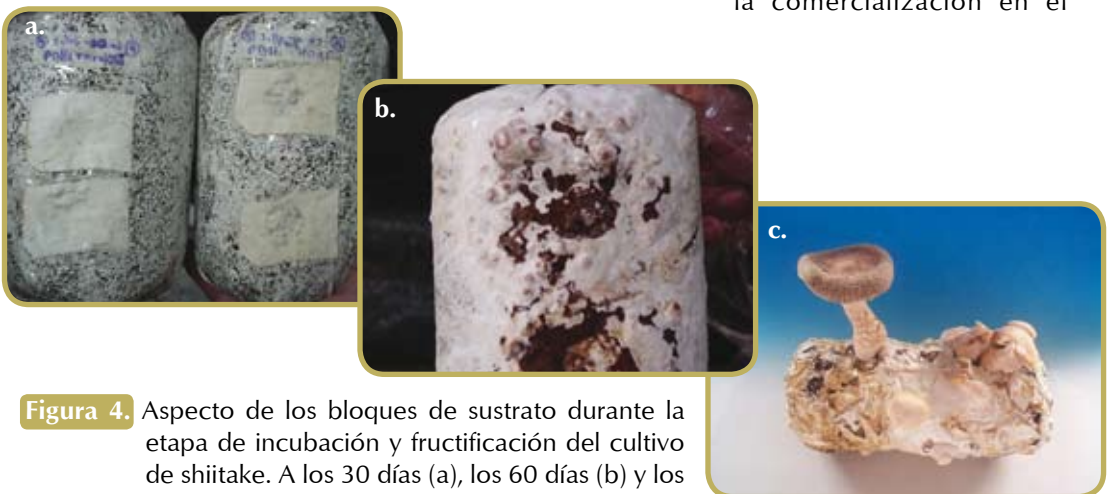 la comercialización en el
a.
b.
c.
Figura 4. Aspecto de los bloques de sustrato durante la
etapa de incubación y fructificación del cultivo
de shiitake. A los 30 días (a), los 60 días (b) y los